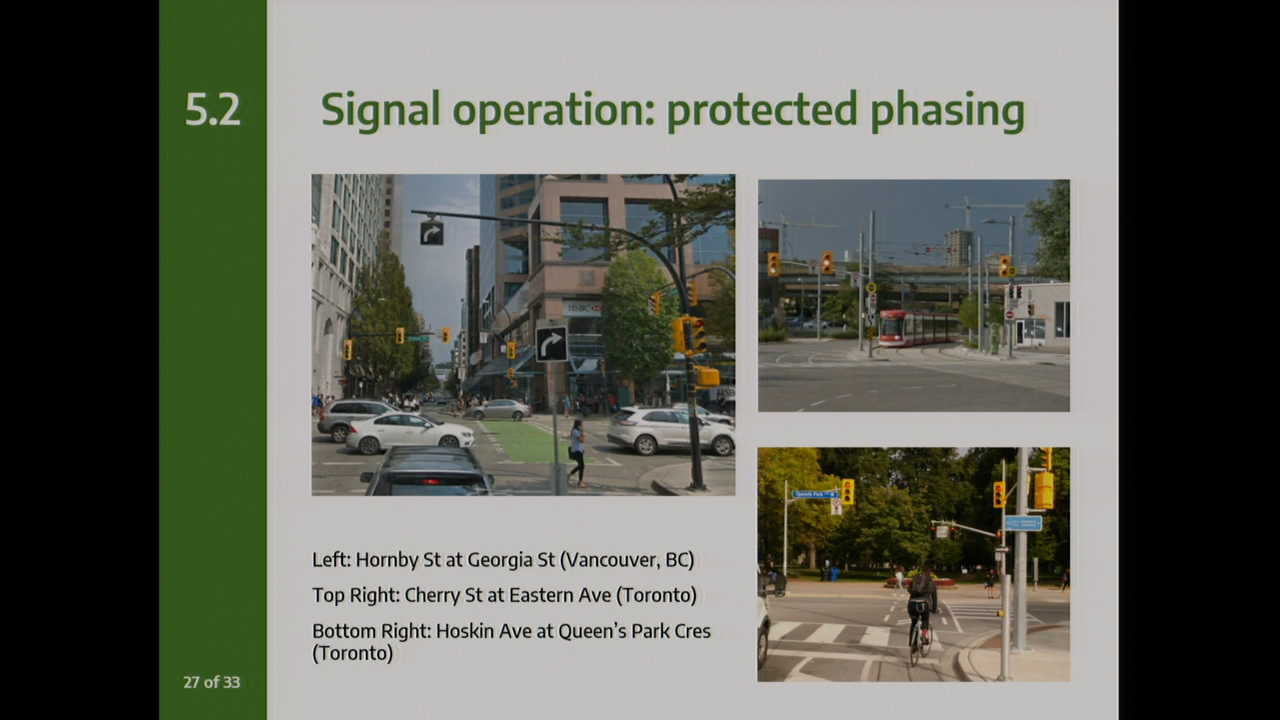 5.2
Signal operation: protected phasing
HSBC
Left: Hornby St at Georgia St (Vancouver, BC)
Top Right: Cherry St at Eastern Ave (Toronto)
Bottom Right: Hoskin Ave at Queen's Park Cres
(Toronto)
27 of 33